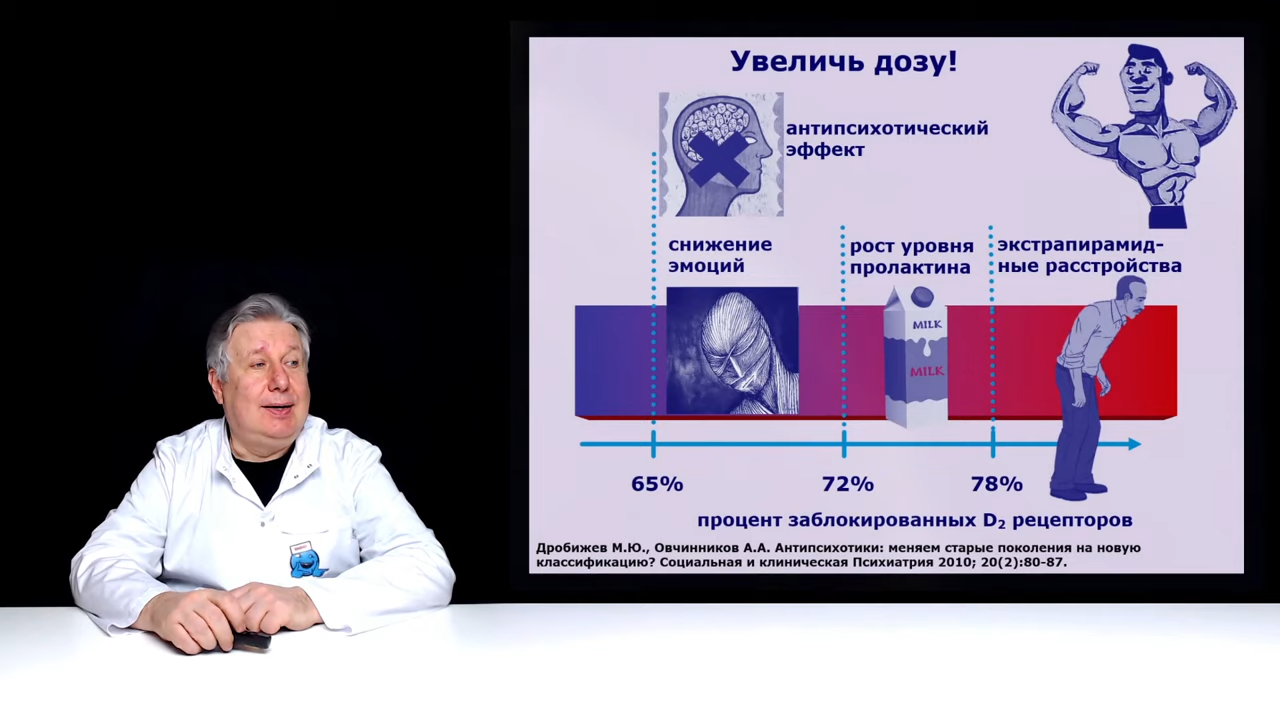 Увеличь дозу!
антипсихотический
эффект
снижение
эмоций
рост уровня
пролактина
экстрапирамид-
ные расстройства
MILK
MILK
65%
72%
78%
процент заблокированных D₂ рецепторов
Дробижев М.Ю., Овчинников А.А. Антипсихотики: меняем старые поколения на новую
классификацию? Социальная и клиническая Психиатрия 2010; 20(2):80-87.